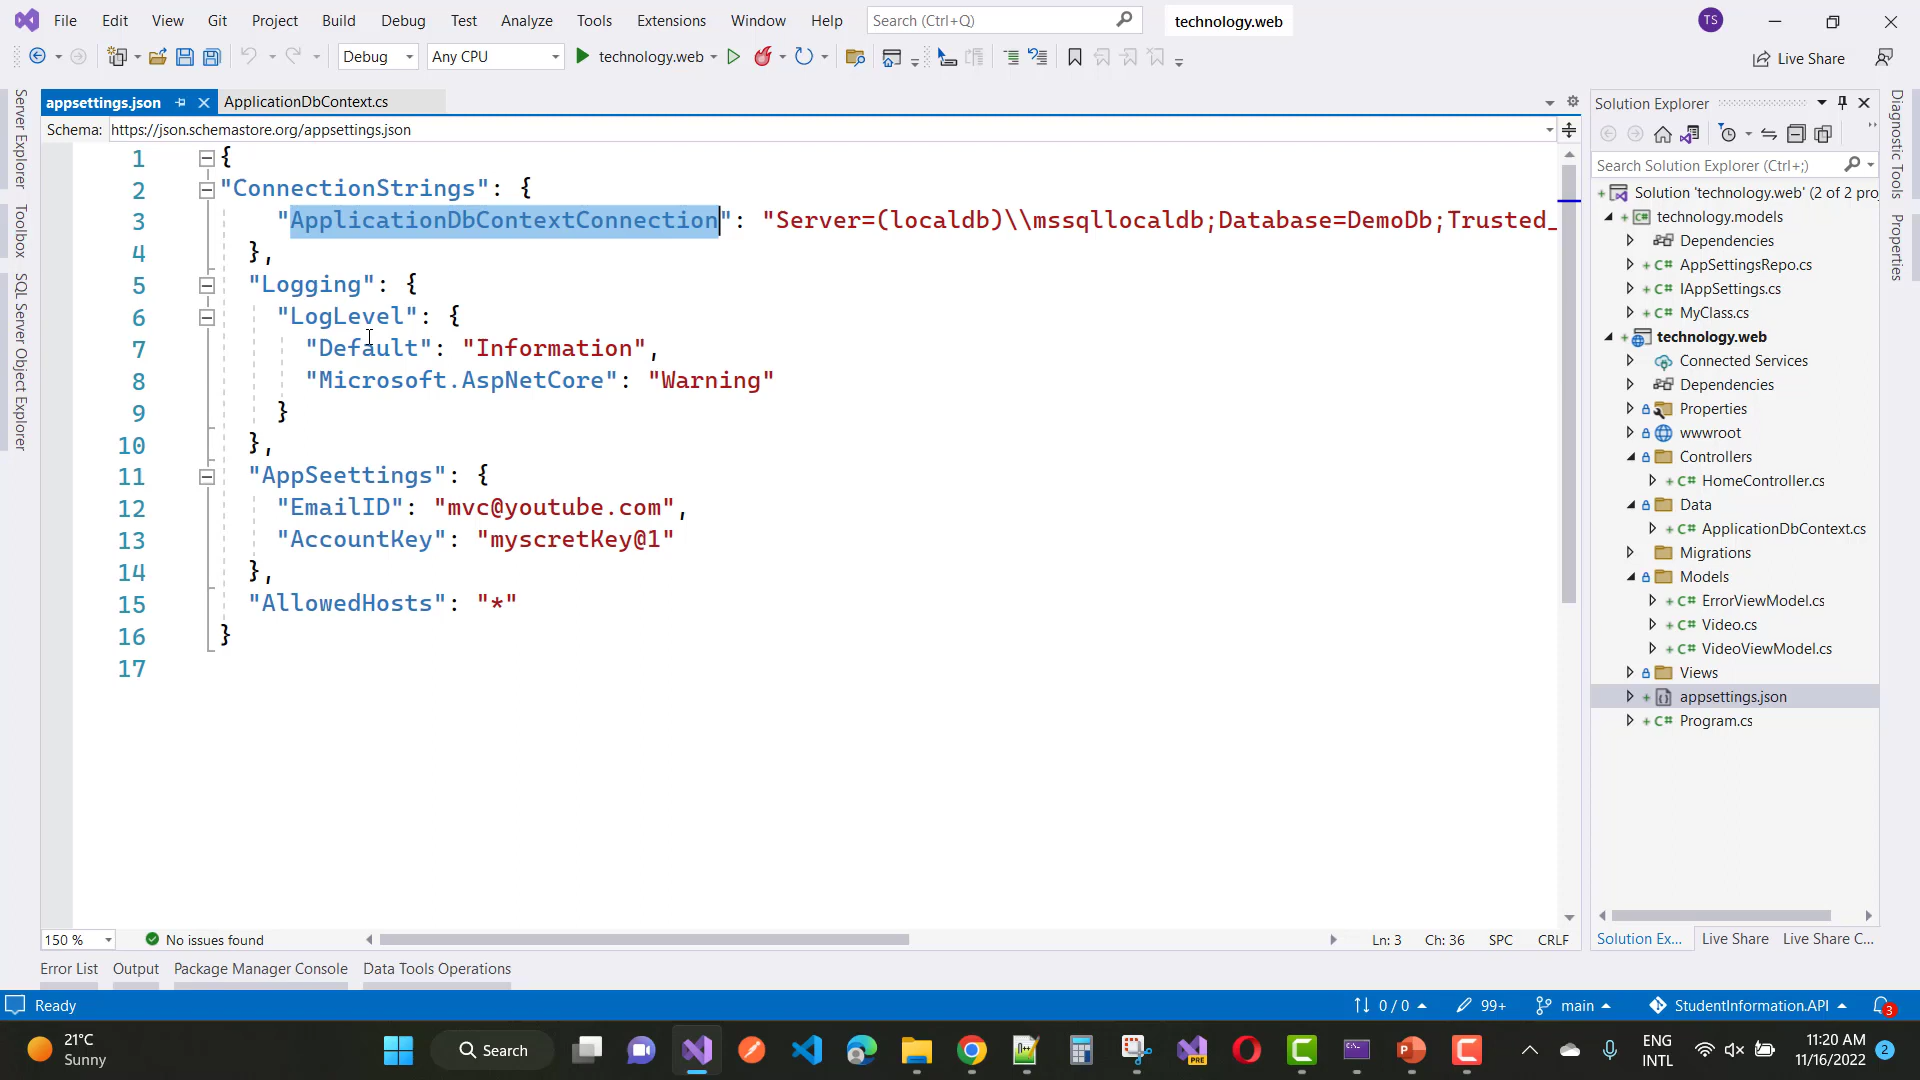 File Edit View Git Project Build Debug Test Analyze Tools Extensions Window Help Search (Ctrl+Q) technology.web TS
Debug Any CPU technology.web Live Share
appsettings.json ApplicationDbContext.cs
Schema: https://json.schemastore.org/appsettings.json
Server Explorer
Toolbox
SQL Server Object Explorer
1 {
2 "ConnectionStrings": {
3 "ApplicationDbContextConnection": "Server=(localdb)\\mssqllocaldb;Database=DemoDb;Trusted_
4 },
5 "Logging": {
6 "LogLevel": {
7 "Default": "Information",
8 "Microsoft.AspNetCore": "Warning"
9 }
10 },
11 "AppSeettings": {
12 "EmailID": "mvc@youtube.com",
13 "AccountKey": "myscretKey@1"
14 },
15 "AllowedHosts": "*"
16 }
17
150 % No issues found Ln: 3 Ch: 36 SPC CRLF
Error List Output Package Manager Console Data Tools Operations
Solution Explorer
Search Solution Explorer (Ctrl+;)
Solution 'technology.web' (2 of 2 proj
technology.models
Dependencies
C# AppSettingsRepo.cs
C# IAppSettings.cs
C# MyClass.cs
technology.web
Connected Services
Dependencies
Properties
wwwroot
Controllers
C# HomeController.cs
Data
C# ApplicationDbContext.cs
Migrations
Models
C# ErrorViewModel.cs
C# Video.cs
C# VideoViewModel.cs
Views
appsettings.json
C# Program.cs
Solution Ex... Live Share Live Share C...
Diagnostic Tools
Properties
Ready 0 / 0 99+ main StudentInformation.API 3
21°C
Sunny
Search
PRE
ENG
INTL
11:20 AM
11/16/2022
2